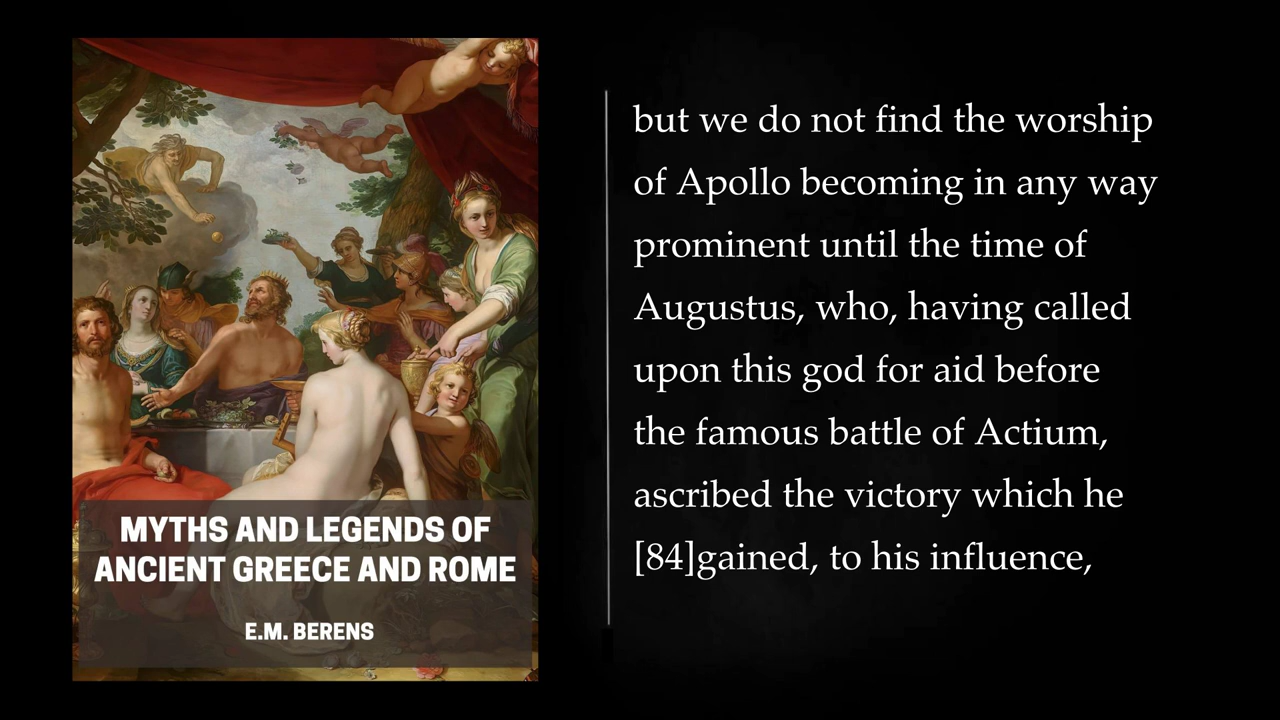 MYTHS AND LEGENDS OF
ANCIENT GREECE AND ROME
E.M. BERENS
but we do not find the worship
of Apollo becoming in any way
prominent until the time of
Augustus, who, having called
upon this god for aid before
the famous battle of Actium,
ascribed the victory which he
[84]gained, to his influence,